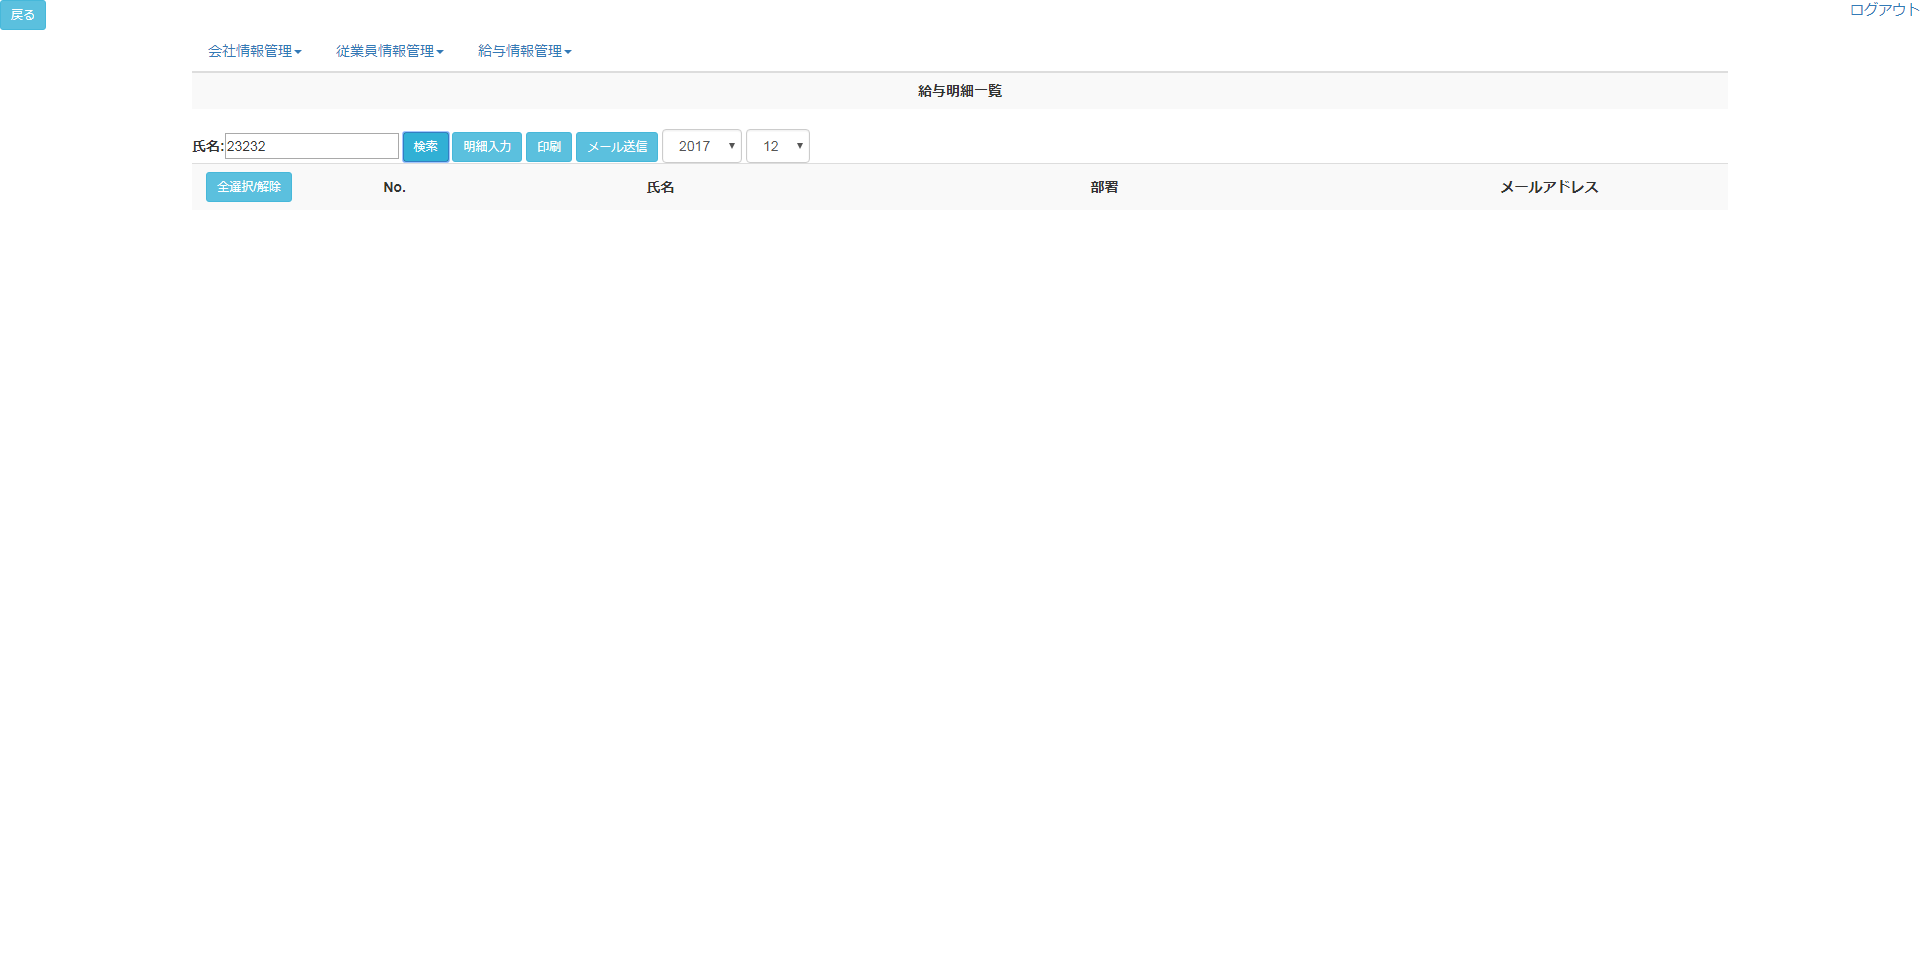 戻る ログアウト
会社情報管理 従業員情報管理 給与情報管理
給与明細一覧
氏名:23232 検索 明細入力 印刷 メール送信 2017 12
全選択/解除 No. 氏名 部署 メールアドレス